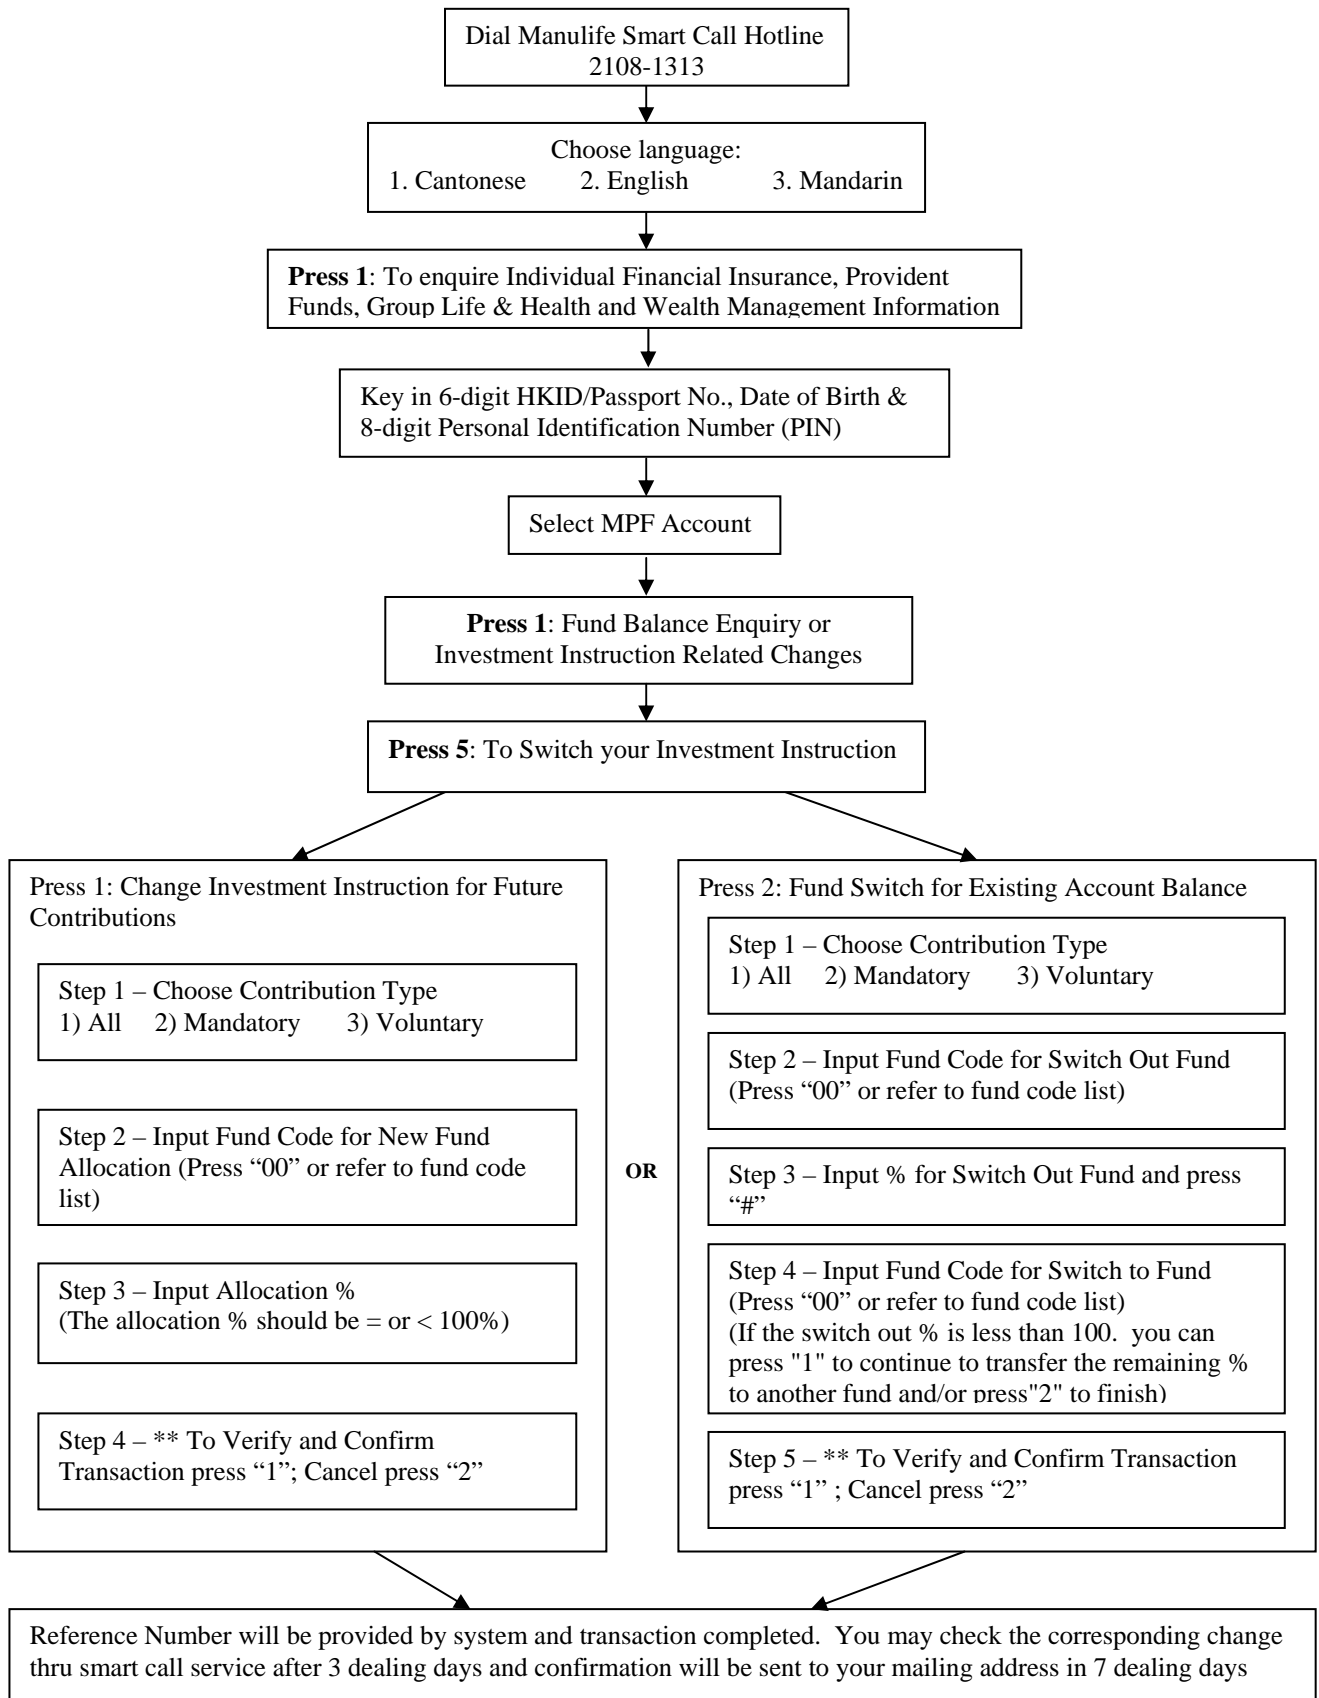 Dial Manulife Smart Call Hotline
2108-1313
Choose language:
1. Cantonese 2. English 3. Mandarin
Press 1: To enquire Individual Financial Insurance, Provident
Funds, Group Life & Health and Wealth Management Information
Key in 6-digit HKID/Passport No., Date of Birth &
8-digit Personal Identification Number (PIN)
Select MPF Account
Press 1: Fund Balance Enquiry or
Investment Instruction Related Changes
Press 5: To Switch your Investment Instruction
Press 1: Change Investment Instruction for Future
Contributions
Step 1 – Choose Contribution Type
1) All 2) Mandatory 3) Voluntary
Step 2 – Input Fund Code for New Fund
Allocation (Press “00” or refer to fund code
list)
Step 3 – Input Allocation %
(The allocation % should be = or < 100%)
Step 4 – ** To Verify and Confirm
Transaction press “1”; Cancel press “2”
OR
Press 2: Fund Switch for Existing Account Balance
Step 1 – Choose Contribution Type
1) All 2) Mandatory 3) Voluntary
Step 2 – Input Fund Code for Switch Out Fund
(Press “00” or refer to fund code list)
Step 3 – Input % for Switch Out Fund and press
“#”
Step 4 – Input Fund Code for Switch to Fund
(Press “00” or refer to fund code list)
(If the switch out % is less than 100. you can
press "1" to continue to transfer the remaining %
to another fund and/or press"2" to finish)
Step 5 – ** To Verify and Confirm Transaction
press “1” ; Cancel press “2”
Reference Number will be provided by system and transaction completed. You may check the corresponding change
thru smart call service after 3 dealing days and confirmation will be sent to your mailing address in 7 dealing days